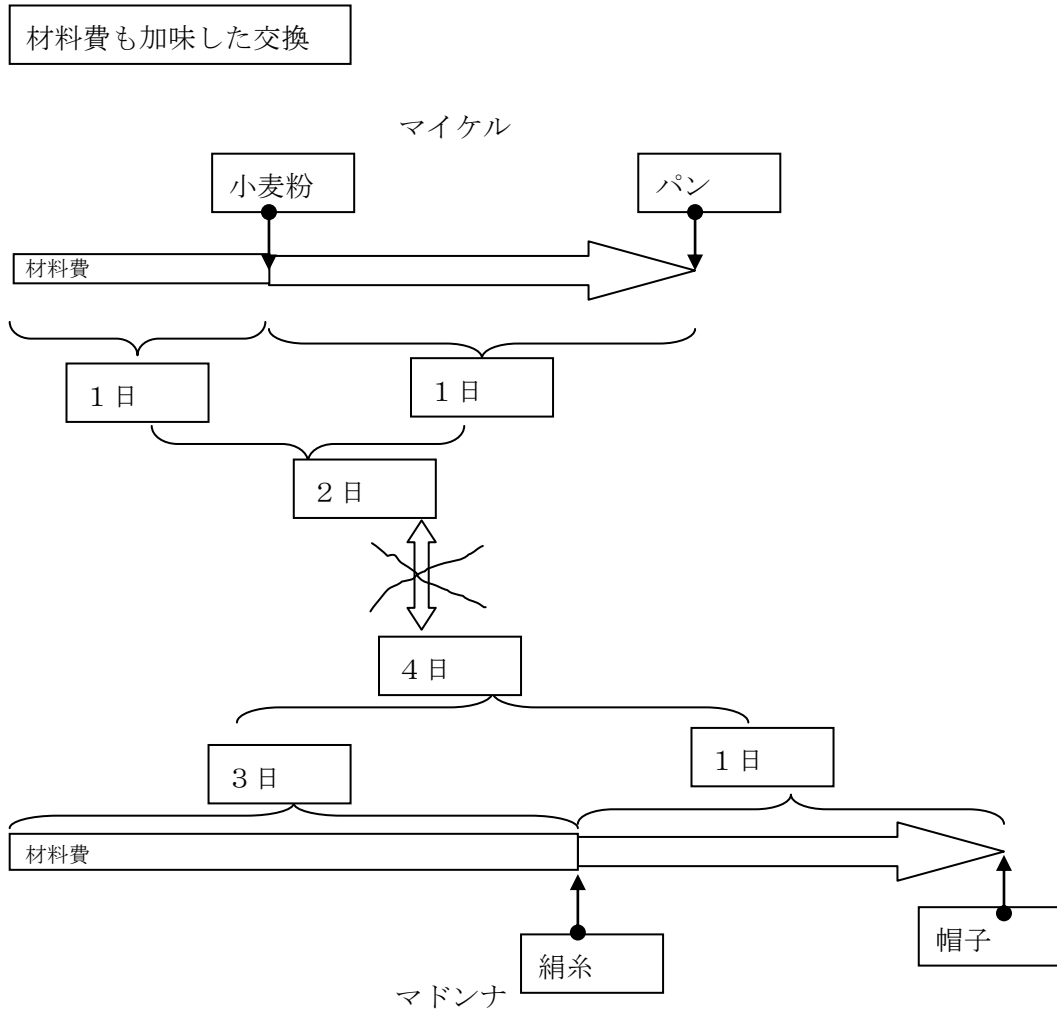 材料費も加味した交換
マイケル
小麦粉
パン
材料費
１日
１日
２日
４日
３日
１日
材料費
帽子
絹糸
マドンナ